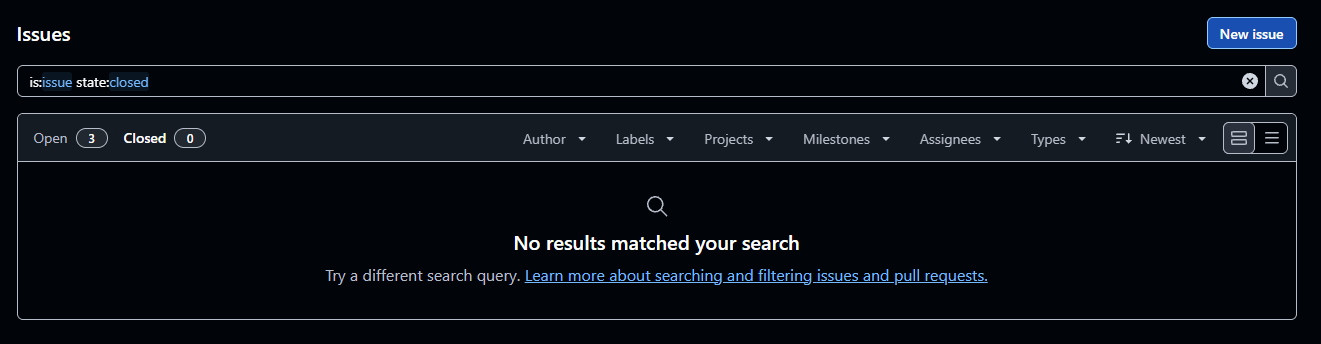 Issues
New issue
is:issue state:closed
Open 3 Closed 0 Author Labels Projects Milestones Assignees Types Newest
No results matched your search
Try a different search query. Learn more about searching and filtering issues and pull requests.